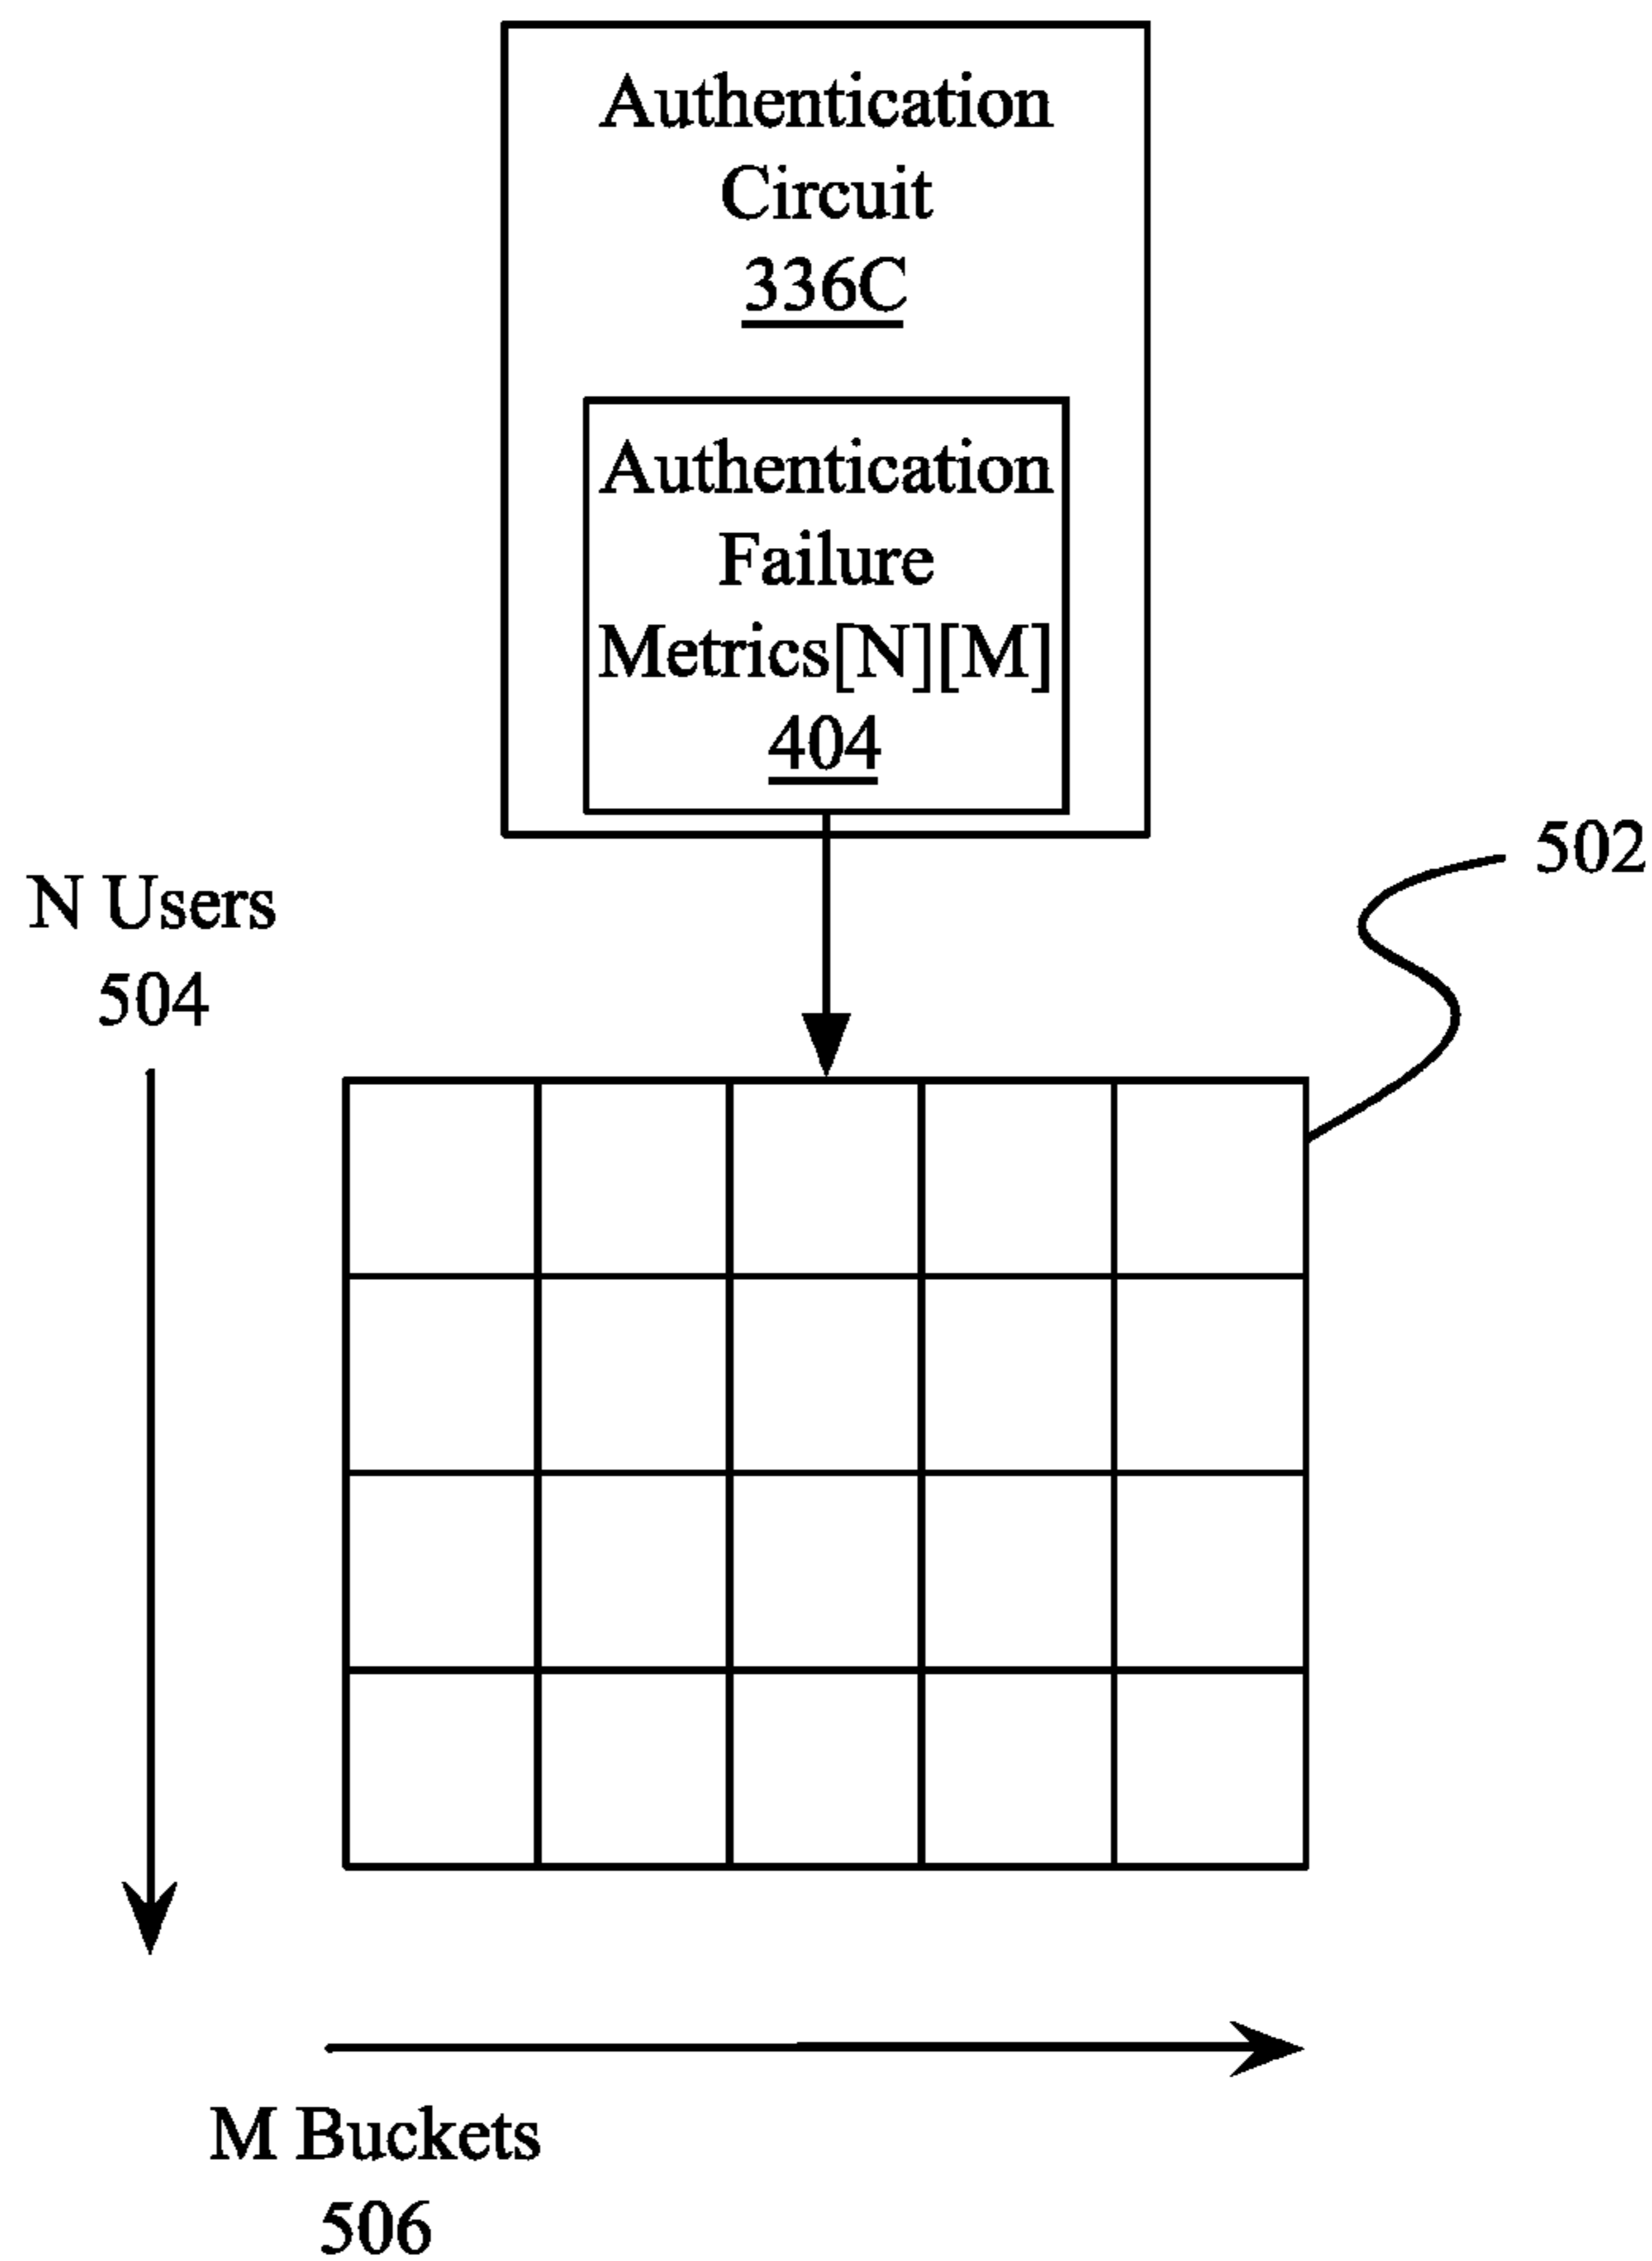 Authentication
Circuit
336C
Authentication
Failure
Metrics[N][M]
404
502
N Users
504
M Buckets
506